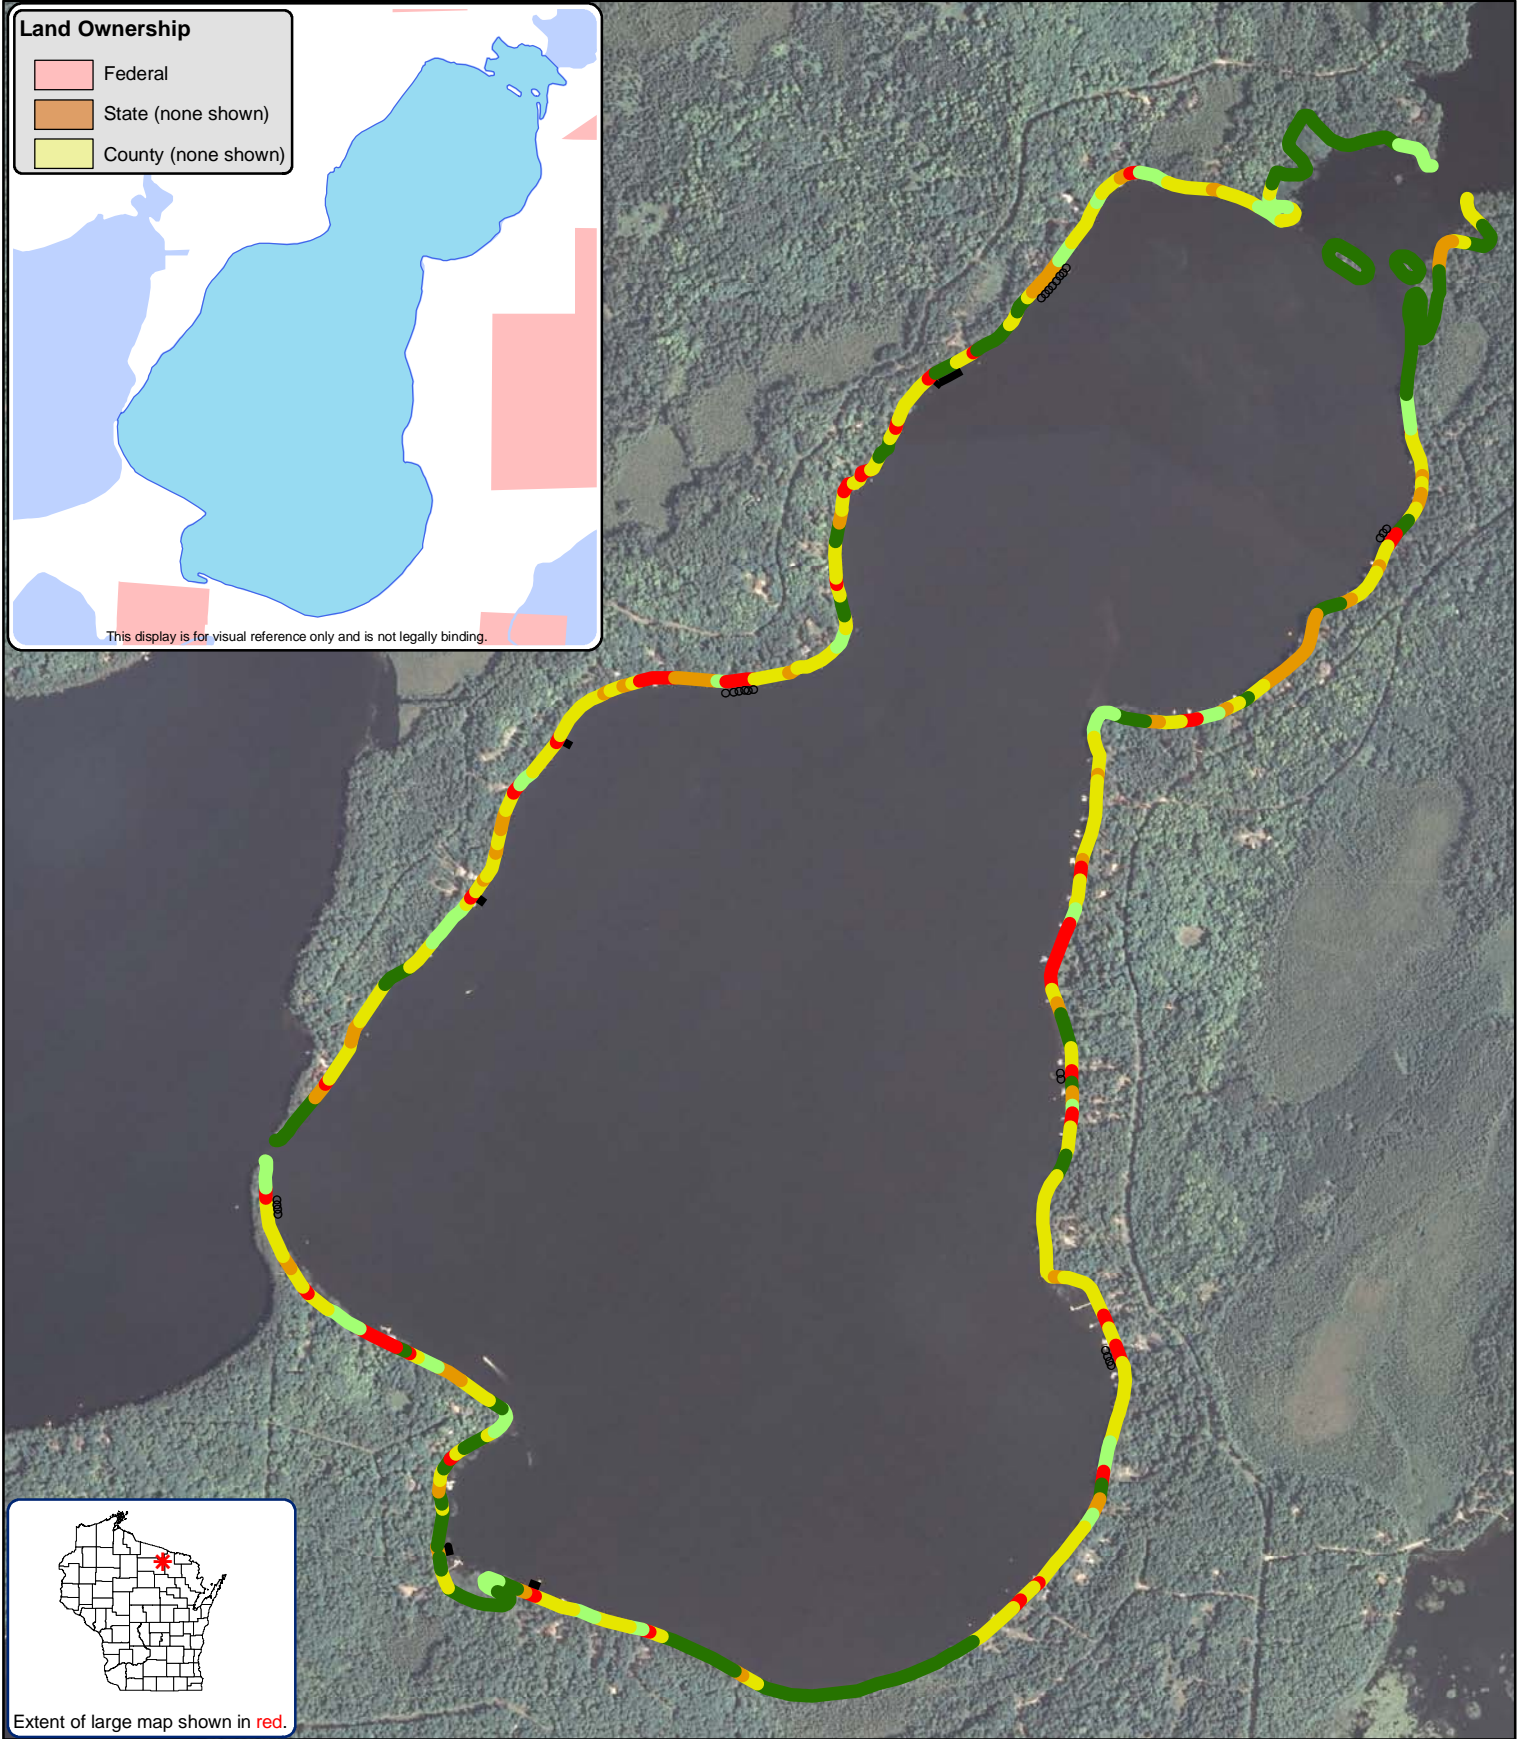 Land Ownership
Federal
State (none shown)
County (none shown)
This display is for visual reference only and is not legally binding.
Extent of large map shown in red.